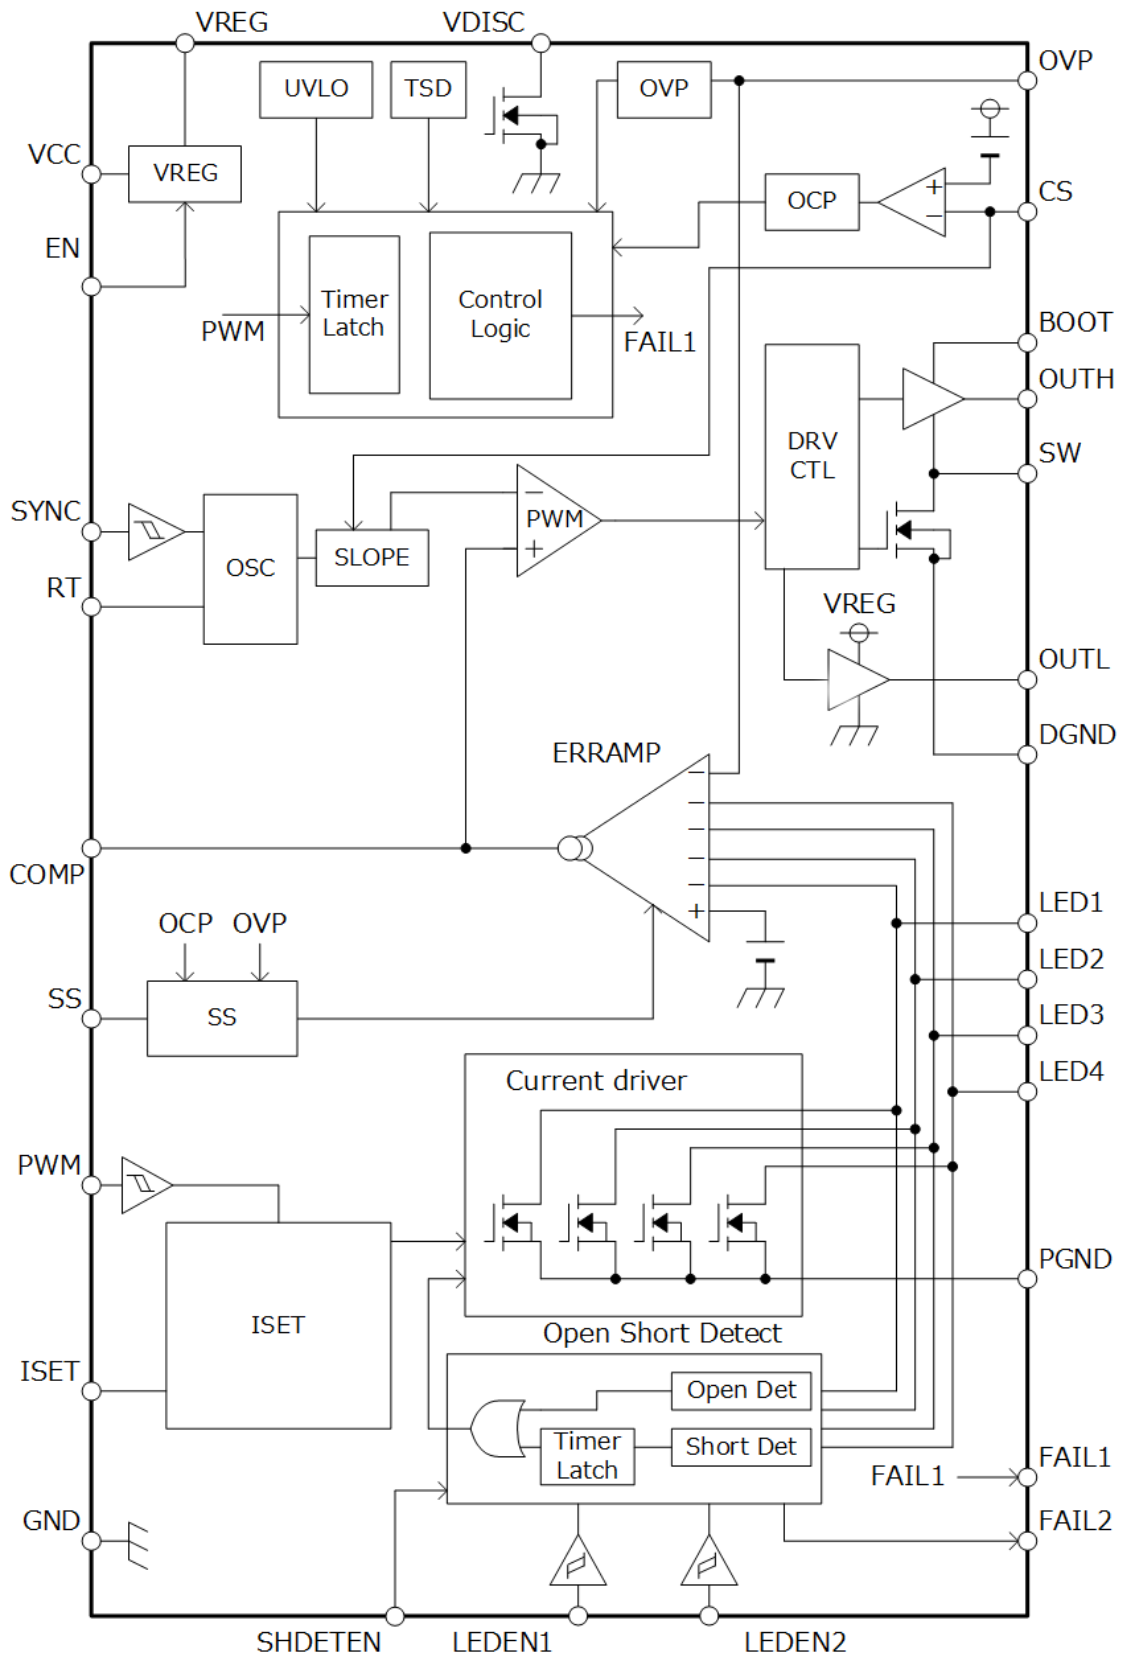 VREG
VDISC
OVP
UVLO
TSD
OVP
VCC
VREG
CS
OCP
+
−
EN
Timer
Latch
Control
Logic
PWM
FAIL1
BOOT
OUTH
DRV
CTL
SW
SYNC
−
PWM
+
OSC
SLOPE
RT
VREG
OUTL
DGND
ERRAMP
−
−
−
−
−
+
COMP
LED1
OCP
OVP
LED2
SS
SS
LED3
LED4
Current driver
PWM
PGND
ISET
Open Short Detect
ISET
Open Det
Timer
Latch
Short Det
FAIL1
FAIL1
GND
FAIL2
SHDETEN
LEDEN1
LEDEN2